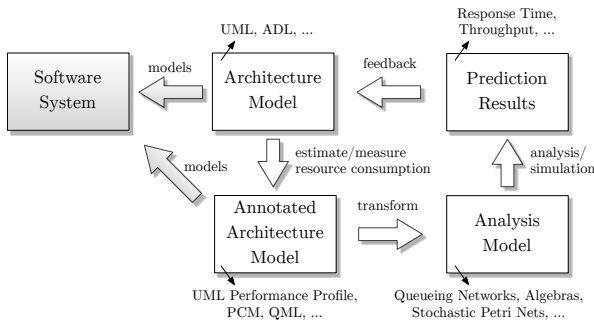 UML, ADL, ...
Response Time,
Throughput, ...
Software
System
models
Architecture
Model
feedback
Prediction
Results
models
estimate/measure
resource consumption
analysis/
simulation
Annotated
Architecture
Model
transform
Analysis
Model
UML Performance Profile,
PCM, QML, ...
Queueing Networks, Algebras,
Stochastic Petri Nets, ...